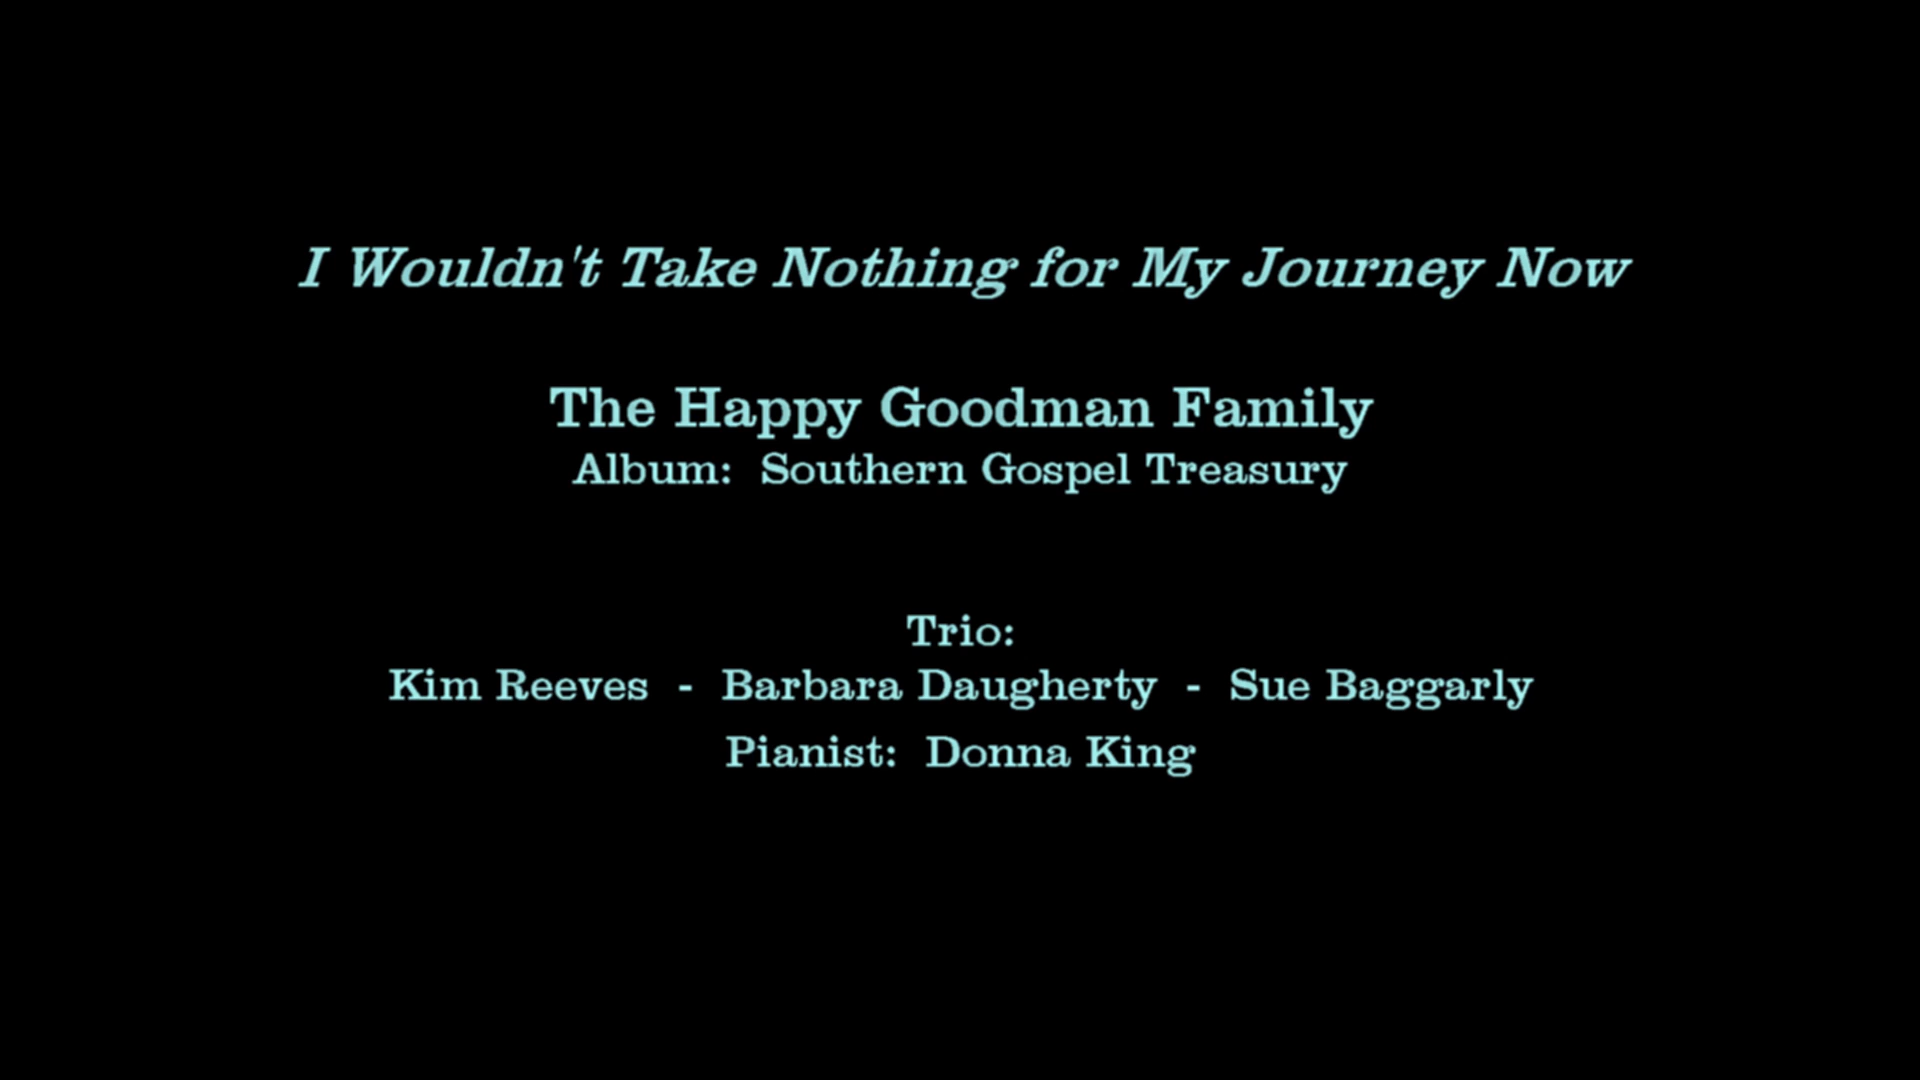 I Wouldn't Take Nothing for My Journey Now
The Happy Goodman Family
Album: Southern Gospel Treasury
Trio:
Kim Reeves - Barbara Daugherty - Sue Baggarly
Pianist: Donna King